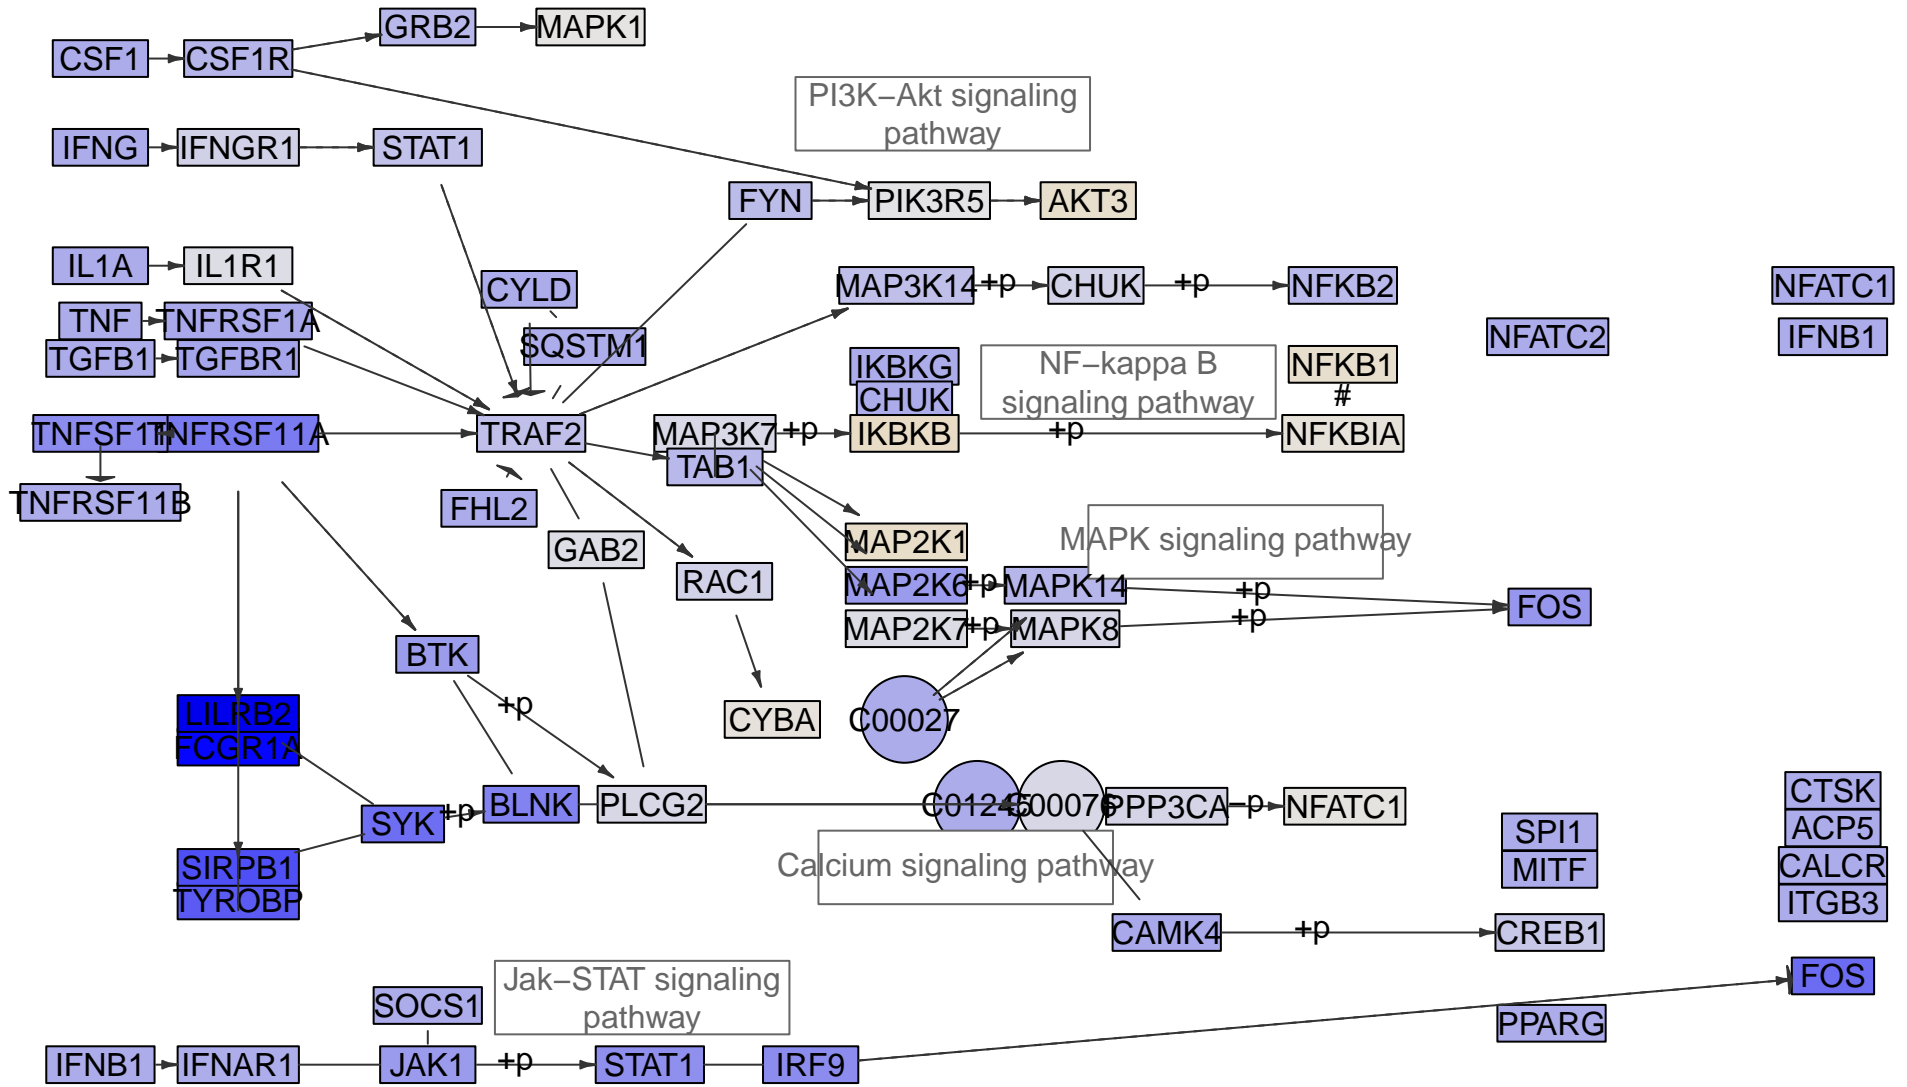 GRB2
MAPK1
CSF1
CSF1R
PI3K−Akt signaling
pathway
IFNG
IFNGR1
STAT1
FYN
PIK3R5
AKT3
IL1A
IL1R1
CYLD
MAP3K14
+p
CHUK
+p
NFKB2
NFATC1
TNF
TNFRSF1A
SQSTM1
NFATC2
IFNB1
TGFB1
TGFBR1
IKBKG
NF−kappa B
signaling pathway
NFKB1
#
CHUK
TNFRSF11A
TRAF2
MAP3K7
+p
IKBKB
+p
NFKBIA
TAB1
TNFRSF11B
FHL2
GAB2
MAP2K1
MAPK signaling pathway
RAC1
MAP2K6
+p
MAPK14
+p
FOS
MAP2K7
+p
MAPK8
+p
BTK
+p
LILRB2
FCGR1A
CYBA
C00027
SYK
+p
BLNK
PLCG2
C00076
PPP3CA
−p
NFATC1
CTSK
SPI1
ACP5
SIRPB1
TYROBP
Calcium signaling pathway
MITF
CALCR
ITGB3
CAMK4
+p
CREB1
Jak−STAT signaling
pathway
FOS
SOCS1
PPARG
IFNB1
IFNAR1
JAK1
+p
STAT1
IRF9